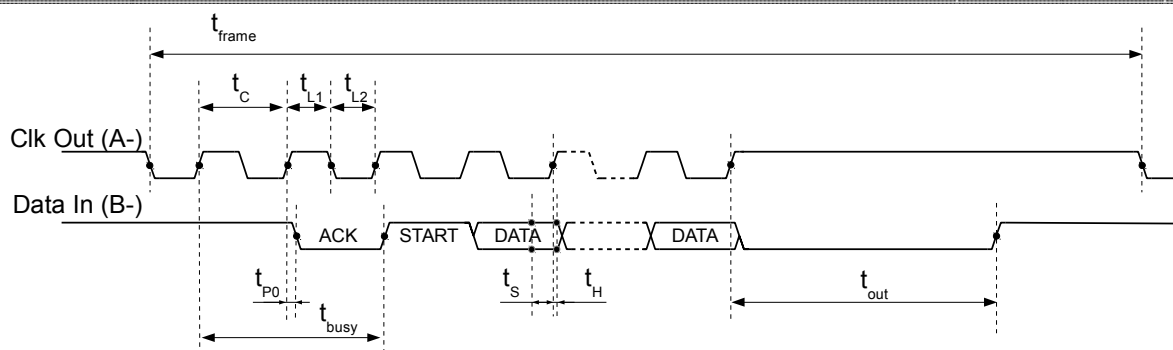 t_frame
t_C t_L1 t_L2
Clk Out (A-)
Data In (B-)
ACK START DATA DATA
t_P0 t_S t_H t_out
t_busy